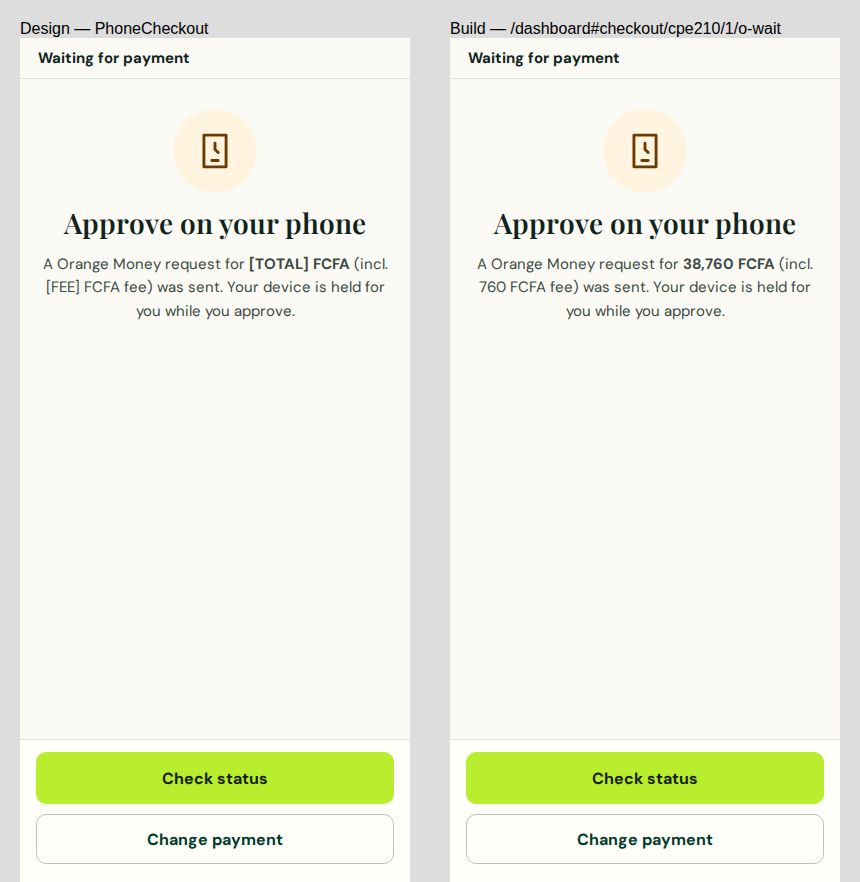 Design — PhoneCheckout
Waiting for payment
Approve on your phone
A Orange Money request for [TOTAL] FCFA (incl.
[FEE] FCFA fee) was sent. Your device is held for
you while you approve.
Check status
Change payment
Build — /dashboard#checkout/cpe210/1/o-wait
Waiting for payment
Approve on your phone
A Orange Money request for 38,760 FCFA (incl.
760 FCFA fee) was sent. Your device is held for
you while you approve.
Check status
Change payment